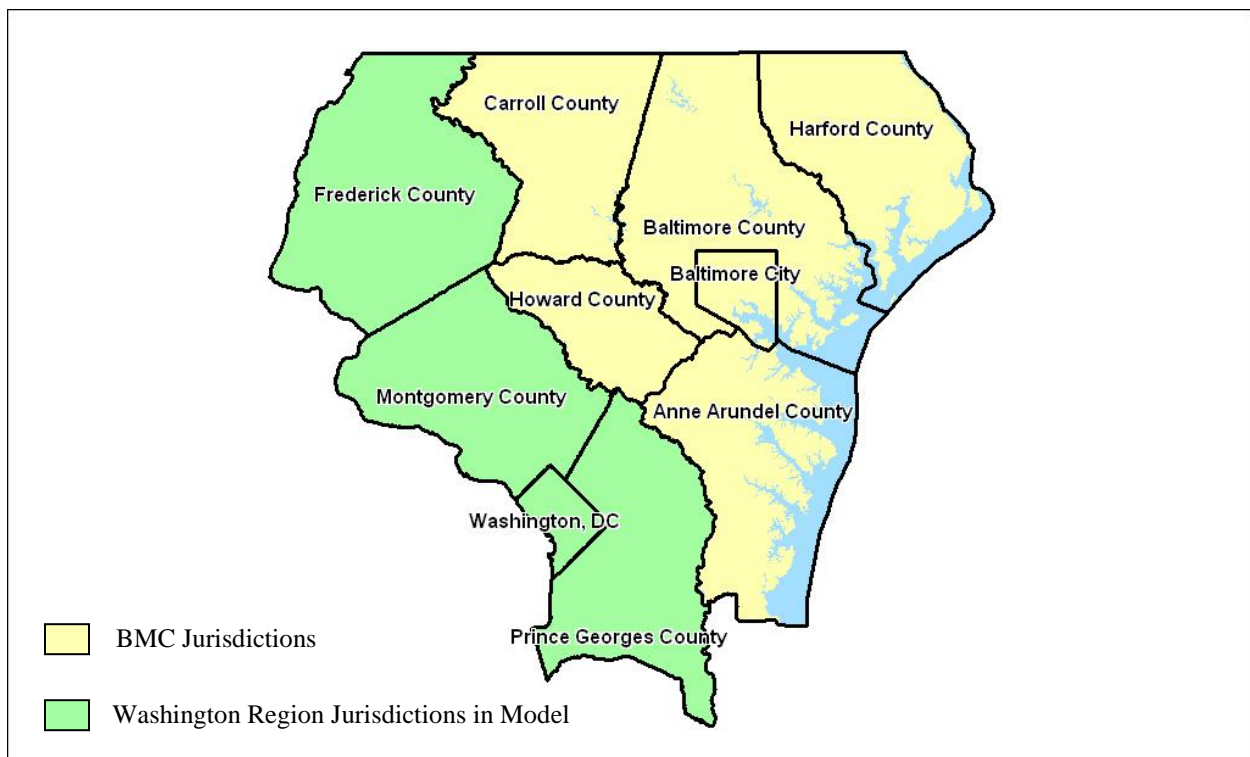 Carroll County
Harford County
Frederick County
Baltimore County
Baltimore City
Howard County
Montgomery County
Anne Arundel County
Washington, DC
Prince Georges County
BMC Jurisdictions
Washington Region Jurisdictions in Model